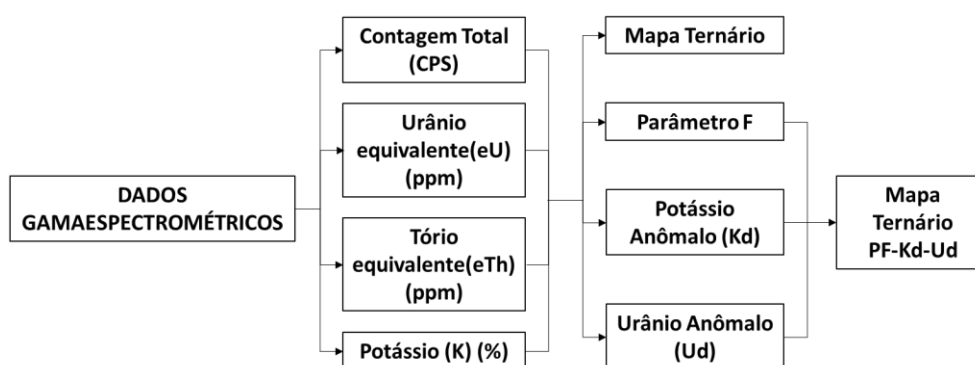 DADOS
GAMAESPECTROMÉTRICOS
Contagem Total
(CPS)
Urânio
equivalente(eU)
(ppm)
Tório
equivalente(eTh)
(ppm)
Potássio (K) (%)
Mapa Ternário
Parâmetro F
Potássio
Anômalo (Kd)
Urânio Anômalo
(Ud)
Mapa
Ternário
PF-Kd-Ud